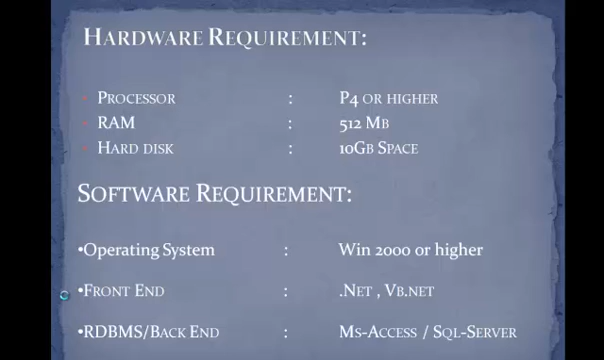 Hardware Requirement:
• Processor : P4 or higher
• RAM : 512 Mb
• Hard disk : 10Gb Space
Software Requirement:
•Operating System : Win 2000 or higher
•Front End : .Net , Vb.net
•RDBMS/Back End : Ms-Access / Sql-Server